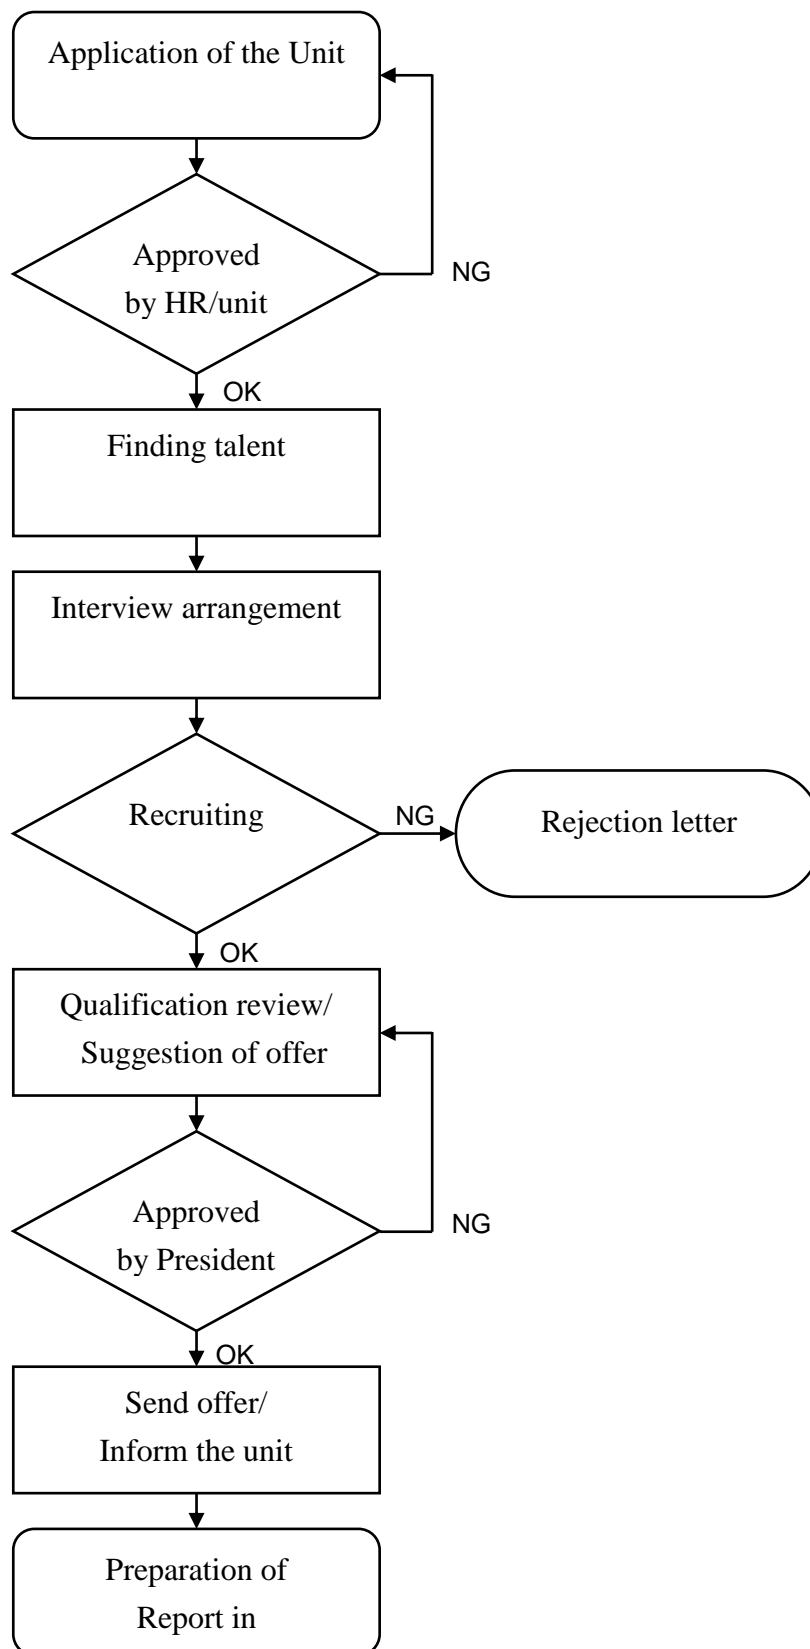 Application of the Unit
Approved
by HR/unit
NG
OK
Finding talent
Interview arrangement
Recruiting
NG
Rejection letter
OK
Qualification review/
Suggestion of offer
Approved
by President
NG
OK
Send offer/
Inform the unit
Preparation of
Report in